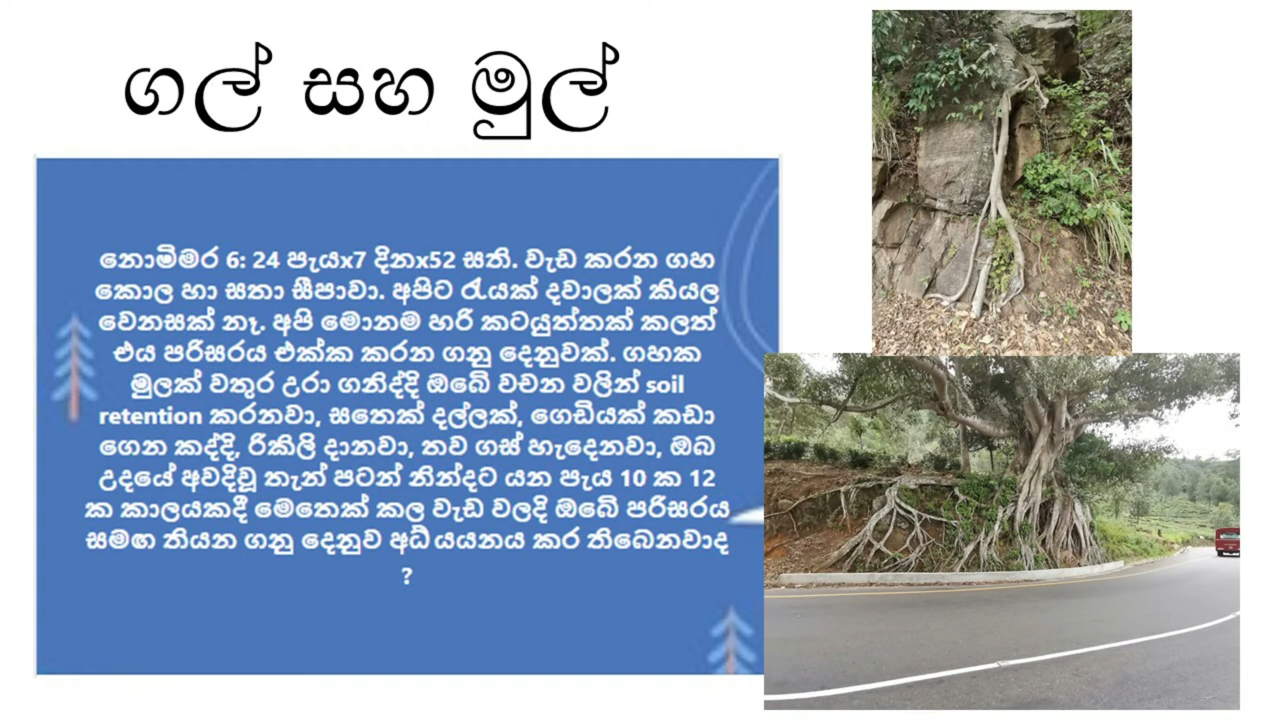 ගල් සහ මුල්
නොමිමර 6: 24 පැයx7 දිනx52 සති. වැඩ කරන ගහ
කොල හා සතා සීපාවා. අපිට රැයක් දවාලක් කියල
වෙනසක් නෑ. අපි මොනම හරි කටයුත්තක් කලත්
එය පරිසරය එක්ක කරන ගනු දෙනුවක්. ගහක
මුලක් වතුර උරා ගනිද්දි ඔබේ වචන වලින් soil
retention කරනවා, සතෙක් දල්ලක්, ගෙඩියක් කඩා
ගෙන කද්දි, රිකිලි දානවා, තව ගස් හැදෙනවා, ඔබ
උදයේ අවදිවූ තැන් පටන් නින්දට යන පැය 10 ක 12
ක කාලයකදී මෙතෙක් කල වැඩ වලදි ඔබේ පරිසරය
සමඟ තියන ගනු දෙනුව අධ්‍යයනය කර තිබෙනවාද
?